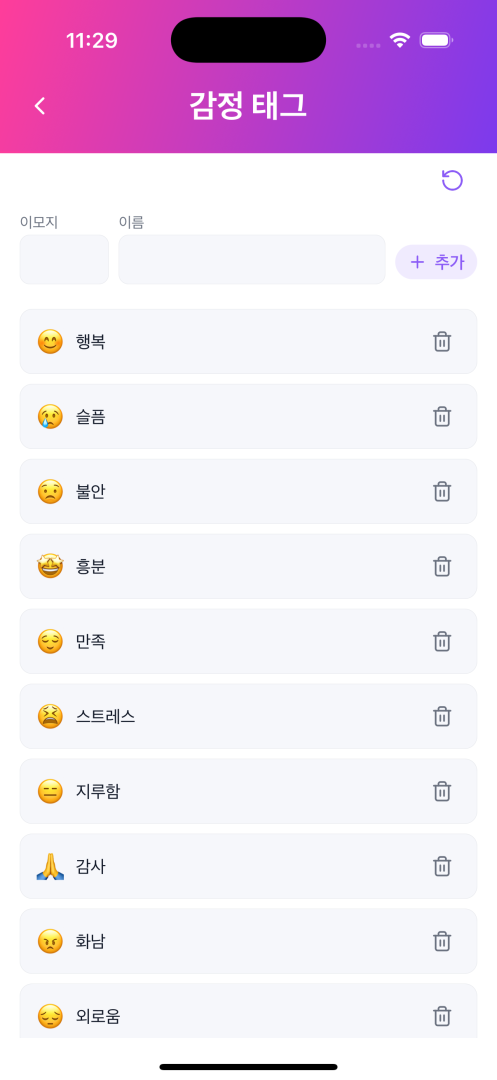 11:29
감정 태그
이모지 이름
+ 추가
😊 행복
😢 슬픔
😟 불안
🤩 흥분
😌 만족
😫 스트레스
😑 지루함
🙏 감사
😠 화남
😔 외로움